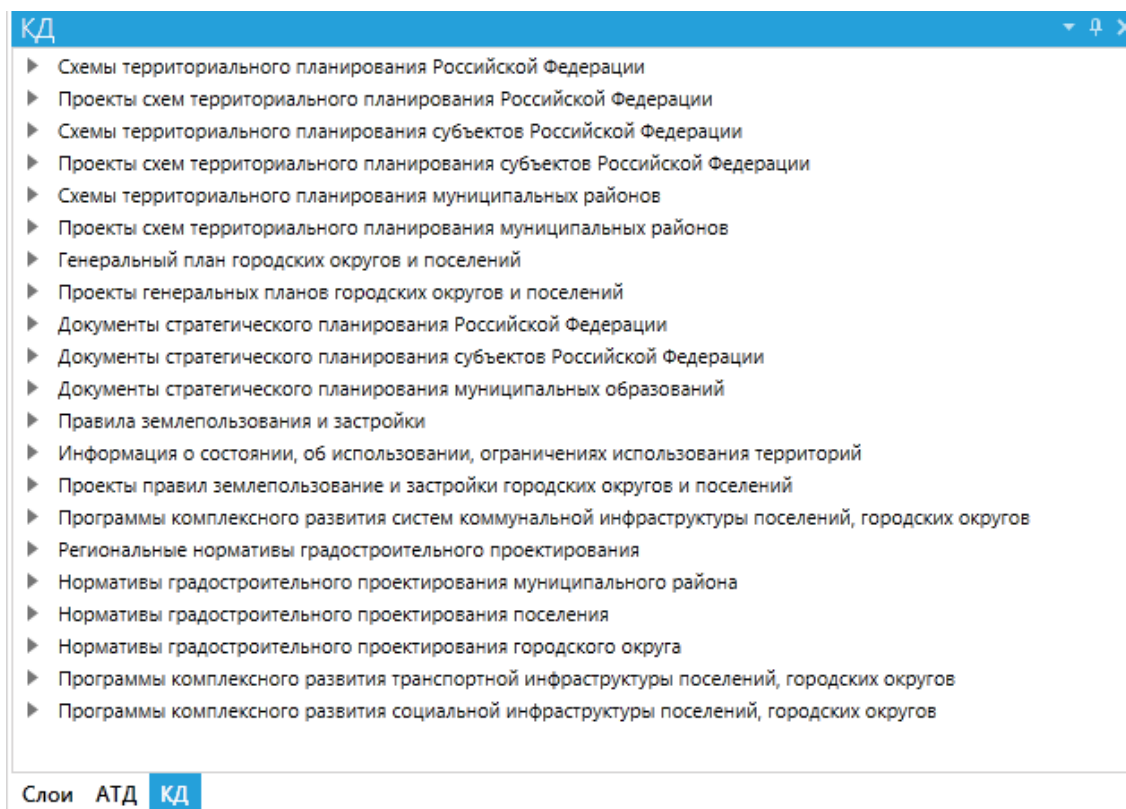 КД
Схемы территориального планирования Российской Федерации
Проекты схем территориального планирования Российской Федерации
Схемы территориального планирования субъектов Российской Федерации
Проекты схем территориального планирования субъектов Российской Федерации
Схемы территориального планирования муниципальных районов
Проекты схем территориального планирования муниципальных районов
Генеральный план городских округов и поселений
Проекты генеральных планов городских округов и поселений
Документы стратегического планирования Российской Федерации
Документы стратегического планирования субъектов Российской Федерации
Документы стратегического планирования муниципальных образований
Правила землепользования и застройки
Информация о состоянии, об использовании, ограничениях использования территорий
Проекты правил землепользование и застройки городских округов и поселений
Программы комплексного развития систем коммунальной инфраструктуры поселений, городских округов
Региональные нормативы градостроительного проектирования
Нормативы градостроительного проектирования муниципального района
Нормативы градостроительного проектирования поселения
Нормативы градостроительного проектирования городского округа
Программы комплексного развития транспортной инфраструктуры поселений, городских округов
Программы комплексного развития социальной инфраструктуры поселений, городских округов
Слои АТД КД